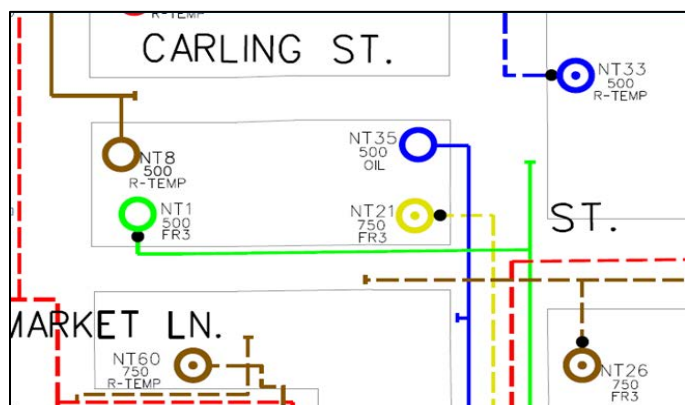 R-TEMP
CARLING ST.
NT33
500
R-TEMP
NT8
500
R-TEMP
NT35
500
OIL
NT1
500
FR3
NT21
750
FR3
ST.
MARKET LN.
NT60
750
R-TEMP
NT26
750
FR3